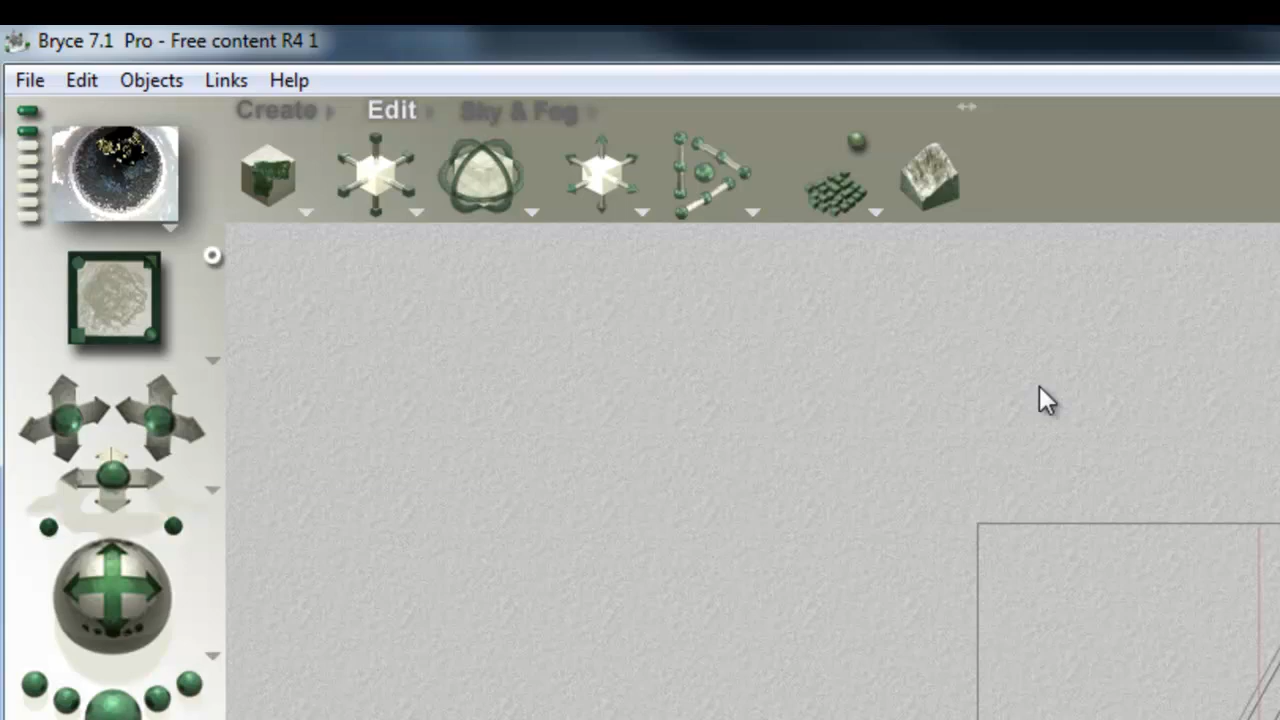 Bryce 7.1 Pro - Free content R4 1
File Edit Objects Links Help
Create Edit Sky & Fog